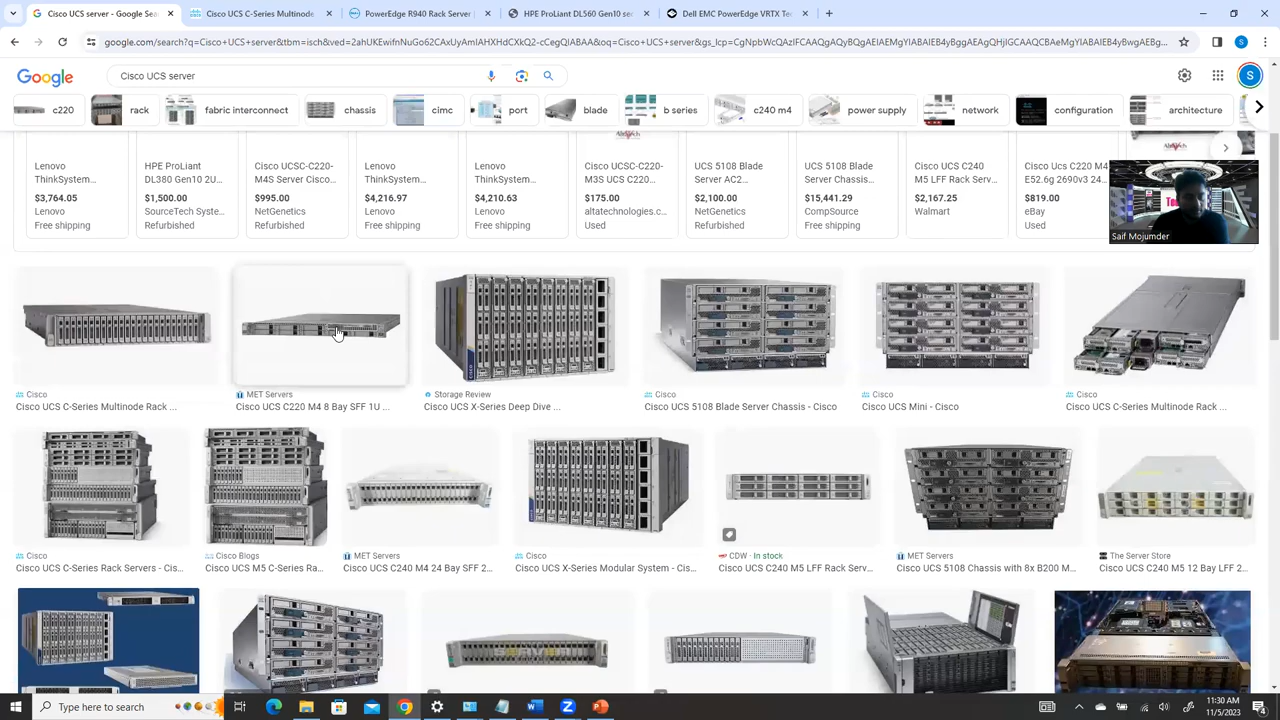 Cisco UCS server - Google Sea
Cisco UCS C-Series Multinode
PowerEdge R940 Rack Server
HPE ProLiant DL560 Gen10 sec
Dell EMC PowerEdge VRTX Tec
google.com/search?q=Cisco+UCS+server&tbm=isch&ved=2ahUKEwifnNuGo62CAxUyAmIAHXHdCXkQ2-cCegQIABAA&oq=Cisco+UCS+server&gs_lcp=CgNpbWcQAzIFCAAQgAQyBQgAEIAEMgYIABAIEB4yBggAEAgQHjIGCAAQCBAeMgYIABAIEB4yBwgAEBg...
Google
Cisco UCS server
S
c220
rack
fabric interconnect
chassis
cimc
port
blade
b series
c240 m4
power supply
network
configuration
architecture
Lenovo
ThinkSystem...
$3,764.05
Lenovo
Free shipping
HPE ProLiant
DL380 Gen10 2U...
$1,500.00
SourceTech Syste...
Refurbished
Cisco UCSC-C220-
M4S Server Cisco...
$995.00
NetGenetics
Refurbished
Lenovo
ThinkSystem...
$4,216.97
Lenovo
Free shipping
Lenovo
ThinkSystem...
$4,210.63
Lenovo
Free shipping
Cisco UCSC-C220-
M3S UCS C220...
$175.00
altatechnologies.c...
Used
UCS 5108 Blade
Server AC2...
$2,100.00
NetGenetics
Refurbished
UCS 5108 Blade
Server Chassis...
$15,441.29
CompSource
Free shipping
Cisco UCS C240
M5 LFF Rack Serv...
$2,167.25
Walmart
Cisco Ucs C220 M4
E52.6g 2690v3 24...
$819.00
eBay
Used
Saif Mojumder
Cisco
Cisco UCS C-Series Multinode Rack ...
MET Servers
Cisco UCS C220 M4 8 Bay SFF 1U ...
Storage Review
Cisco UCS X-Series Deep Dive ...
Cisco
Cisco UCS 5108 Blade Server Chassis - Cisco
Cisco
Cisco UCS Mini - Cisco
Cisco
Cisco UCS C-Series Multinode Rack ...
Cisco
Cisco UCS C-Series Rack Servers - Cis...
Cisco Blogs
Cisco UCS M5 C-Series Ra...
MET Servers
Cisco UCS C240 M4 24 Bay SFF 2...
Cisco
Cisco UCS X-Series Modular System - Cis...
CDW · In stock
Cisco UCS C240 M5 LFF Rack Serv...
MET Servers
Cisco UCS 5108 Chassis with 8x B200 M...
The Server Store
Cisco UCS C240 M5 12 Bay LFF 2...
Type here to search
11:30 AM
11/5/2023